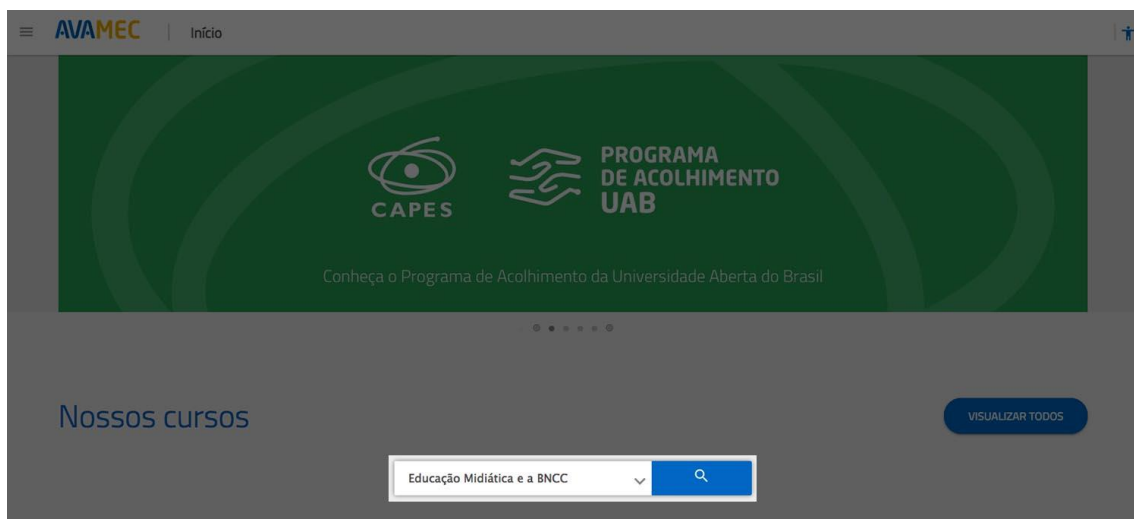 AVAMEC
Início
CAPES
PROGRAMA
DE ACOLHIMENTO
UAB
Conheça o Programa de Acolhimento da Universidade Aberta do Brasil
Nossos cursos
VISUALIZAR TODOS
Educação Midiática e a BNCC